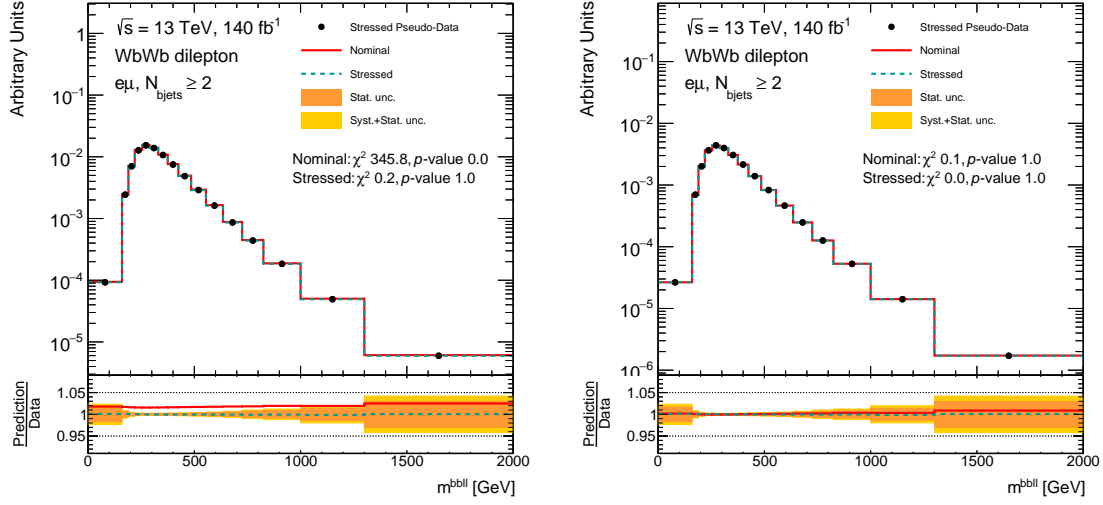 Arbitrary Units
√s = 13 TeV, 140 fb⁻¹
WbWb dilepton
eμ, N_bjets ≥ 2
Stressed Pseudo-Data
Nominal
Stressed
Stat. unc.
Syst.+Stat. unc.
Nominal: χ² 345.8, p-value 0.0
Stressed: χ² 0.2, p-value 1.0
1
10⁻¹
10⁻²
10⁻³
10⁻⁴
10⁻⁵
Prediction
Data
1.05
1
0.95
0 500 1000 1500 2000
m^bbll [GeV]
Arbitrary Units
√s = 13 TeV, 140 fb⁻¹
WbWb dilepton
eμ, N_bjets ≥ 2
Stressed Pseudo-Data
Nominal
Stressed
Stat. unc.
Syst.+Stat. unc.
Nominal: χ² 0.1, p-value 1.0
Stressed: χ² 0.0, p-value 1.0
1
10⁻¹
10⁻²
10⁻³
10⁻⁴
10⁻⁵
10⁻⁶
Prediction
Data
1.05
1
0.95
0 500 1000 1500 2000
m^bbll [GeV]